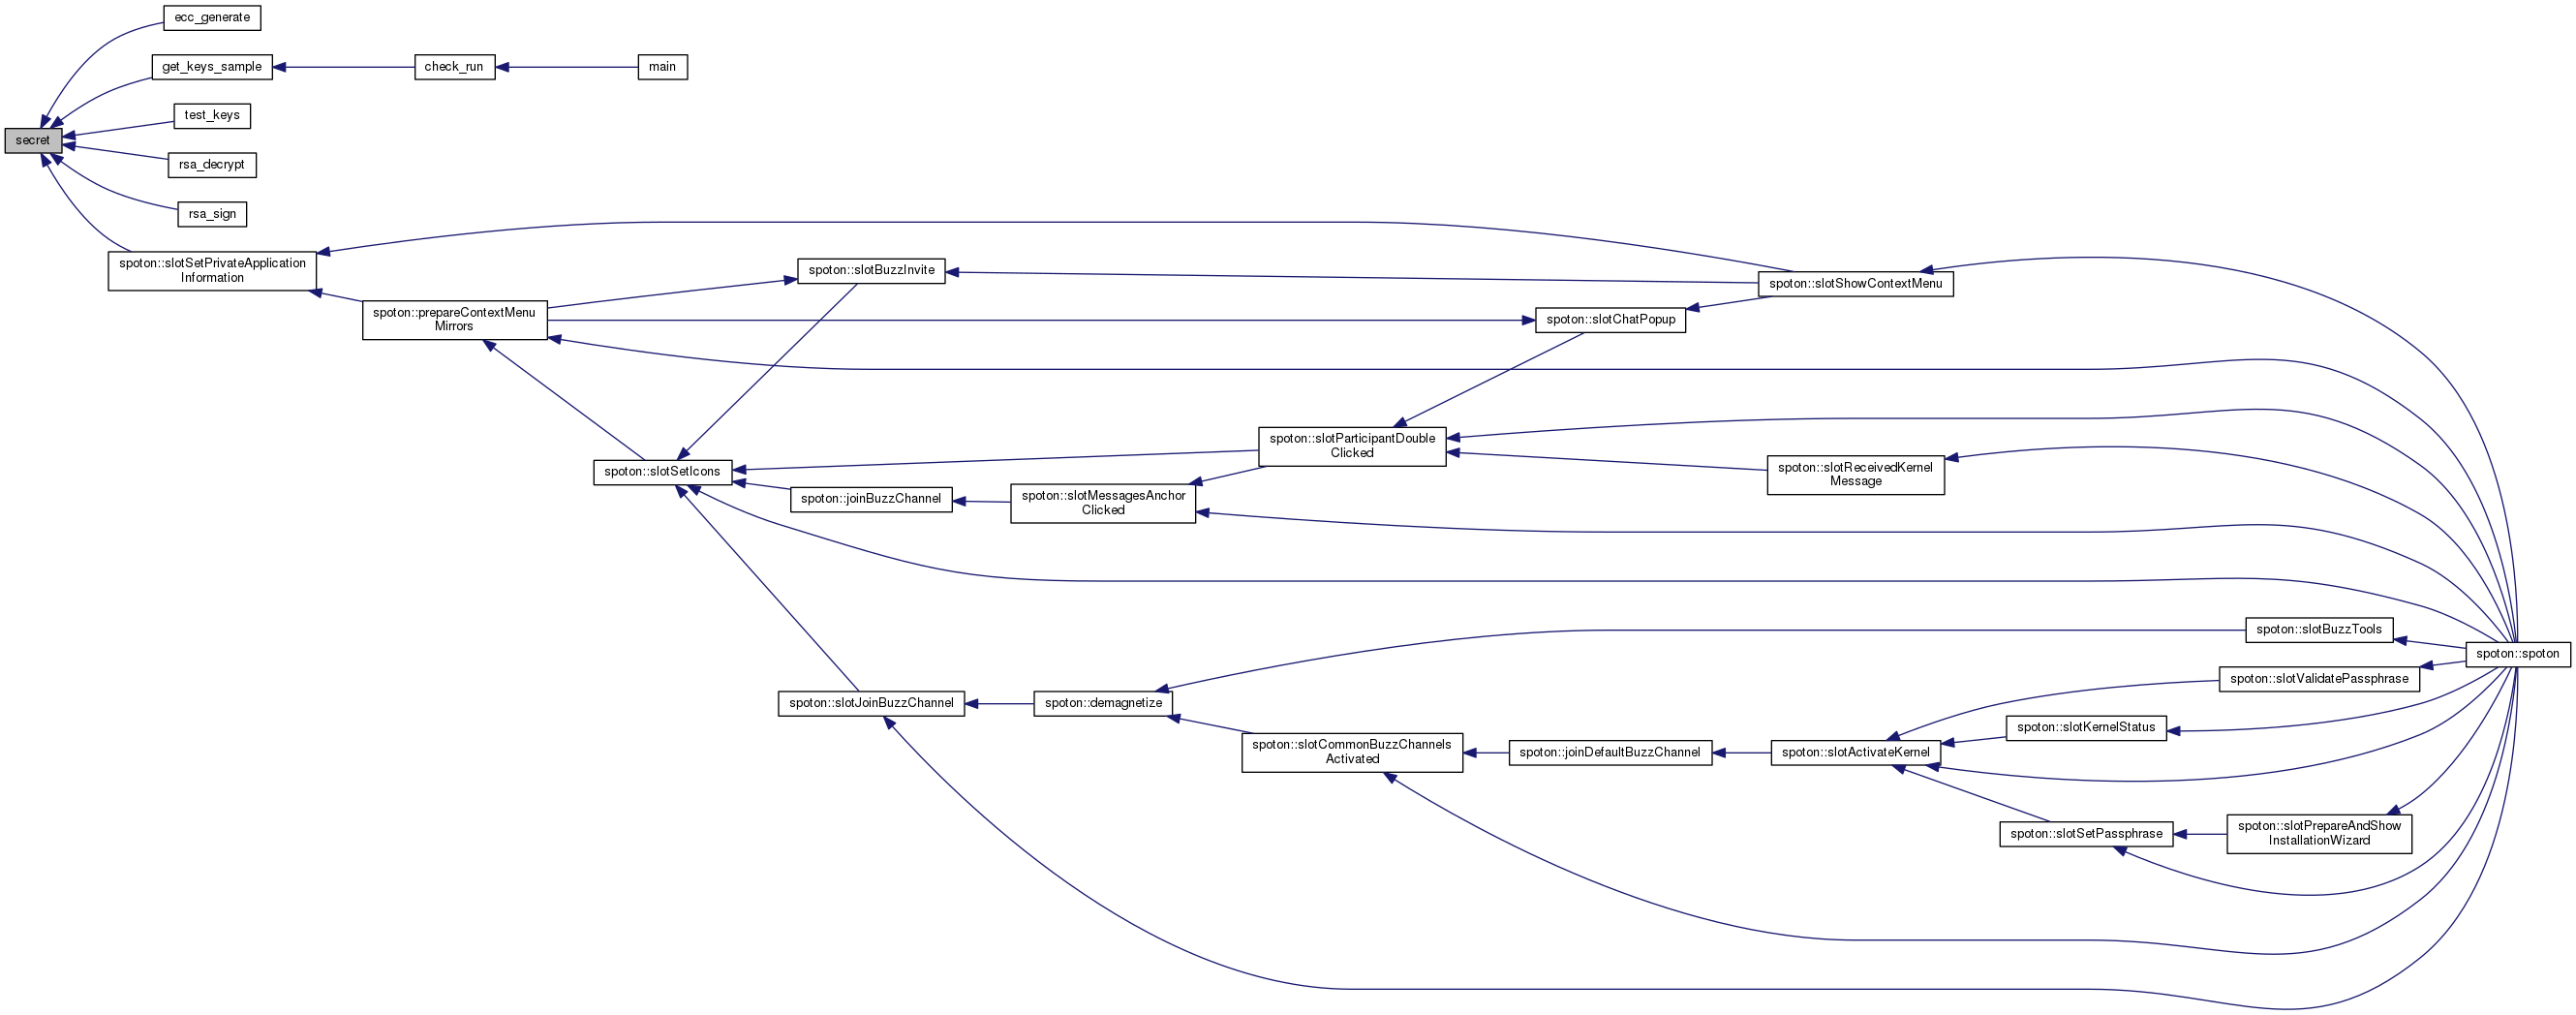 ecc_generate
get_keys_sample
check_run
main
test_keys
secret
rsa_decrypt
rsa_sign
spoton::slotSetPrivateApplication
Information
spoton::slotBuzzInvite
spoton::slotShowContextMenu
spoton::prepareContextMenu
Mirrors
spoton::slotChatPopup
spoton::slotParticipantDouble
Clicked
spoton::slotSetIcons
spoton::slotReceivedKernel
Message
spoton::joinBuzzChannel
spoton::slotMessagesAnchor
Clicked
spoton::slotBuzzTools
spoton::spoton
spoton::slotValidatePassphrase
spoton::slotJoinBuzzChannel
spoton::demagnetize
spoton::slotKernelStatus
spoton::slotCommonBuzzChannels
Activated
spoton::joinDefaultBuzzChannel
spoton::slotActivateKernel
spoton::slotSetPassphrase
spoton::slotPrepareAndShow
InstallationWizard